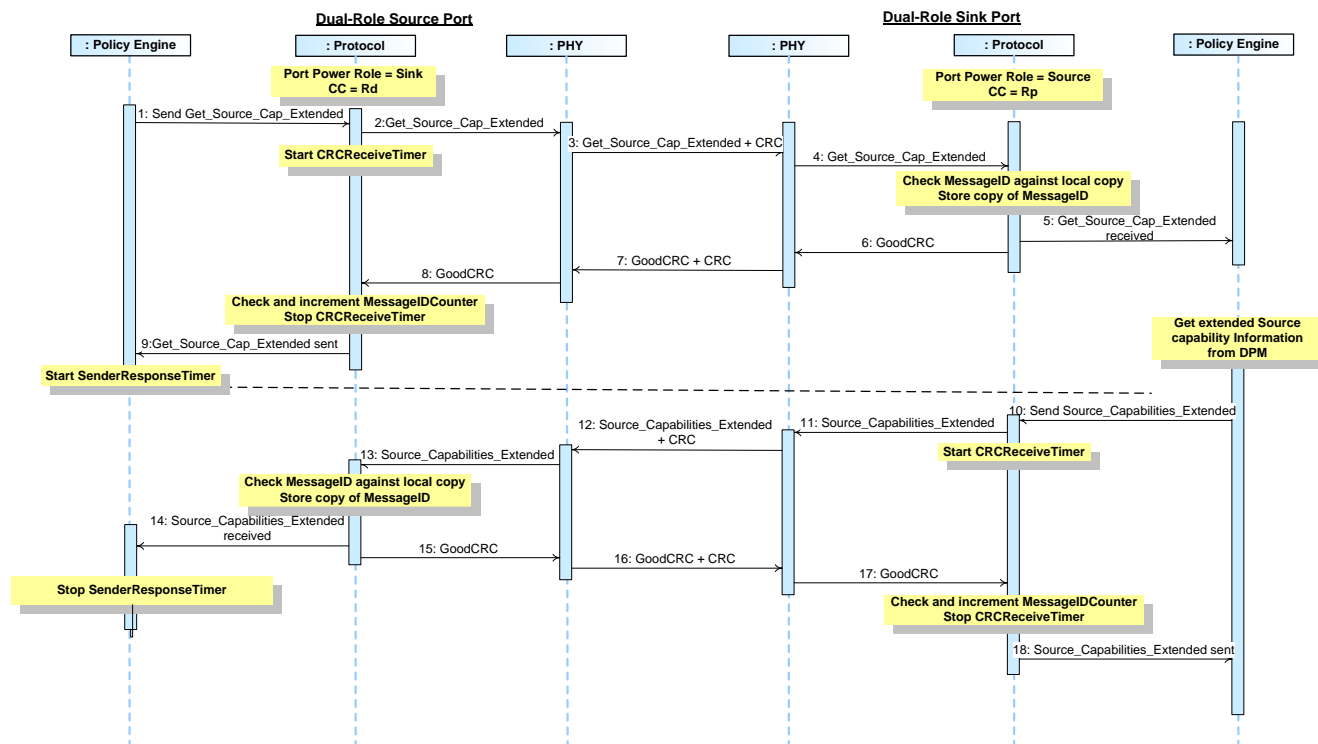 Dual-Role Source Port
Dual-Role Sink Port
: Policy Engine
: Protocol
: PHY
: PHY
: Protocol
: Policy Engine
Port Power Role = Sink
CC = Rd
Port Power Role = Source
CC = Rp
1: Send Get_Source_Cap_Extended
2:Get_Source_Cap_Extended
Start CRCReceiveTimer
3: Get_Source_Cap_Extended + CRC
4: Get_Source_Cap_Extended
Check MessageID against local copy
Store copy of MessageID
5: Get_Source_Cap_Extended
received
6: GoodCRC
7: GoodCRC + CRC
8: GoodCRC
Check and increment MessageIDCounter
Stop CRCReceiveTimer
9:Get_Source_Cap_Extended sent
Start SenderResponseTimer
Get extended Source
capability Information
from DPM
10: Send Source_Capabilities_Extended
11: Source_Capabilities_Extended
Start CRCReceiveTimer
12: Source_Capabilities_Extended
+ CRC
13: Source_Capabilities_Extended
Check MessageID against local copy
Store copy of MessageID
14: Source_Capabilities_Extended
received
15: GoodCRC
16: GoodCRC + CRC
17: GoodCRC
Stop SenderResponseTimer
Check and increment MessageIDCounter
Stop CRCReceiveTimer
18: Source_Capabilities_Extended sent